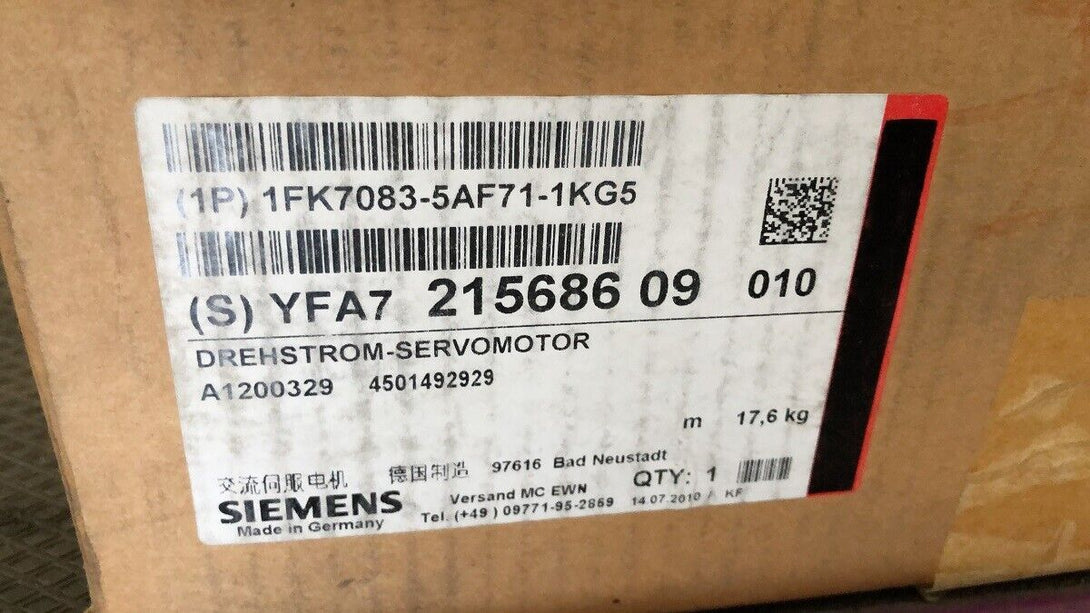 (1P) 1FK7083-5AF71-1KG5
(S) YFA7 215686 09 010
DREHSTROM-SERVOMOTOR
A1200329 4501492929
m 17,6 kg
交流伺服电机 德国制造 97616 Bad Neustadt QTY: 1
SIEMENS Versand MC EWN
Made in Germany Tel. (+49 ) 09771-95-2869 14.07.2010 / KF